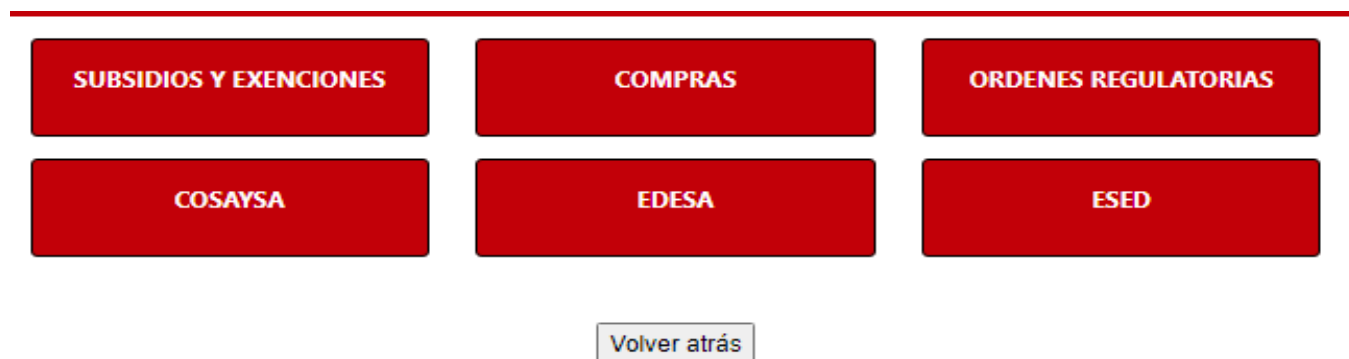 SUBSIDIOS Y EXENCIONES
COMPRAS
ORDENES REGULATORIAS
COSAYSA
EDESA
ESED
Volver atrás